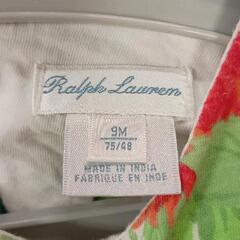 Ralph Lauren
9M
75/48
MADE IN INDIA
FABRIQUE EN INDE